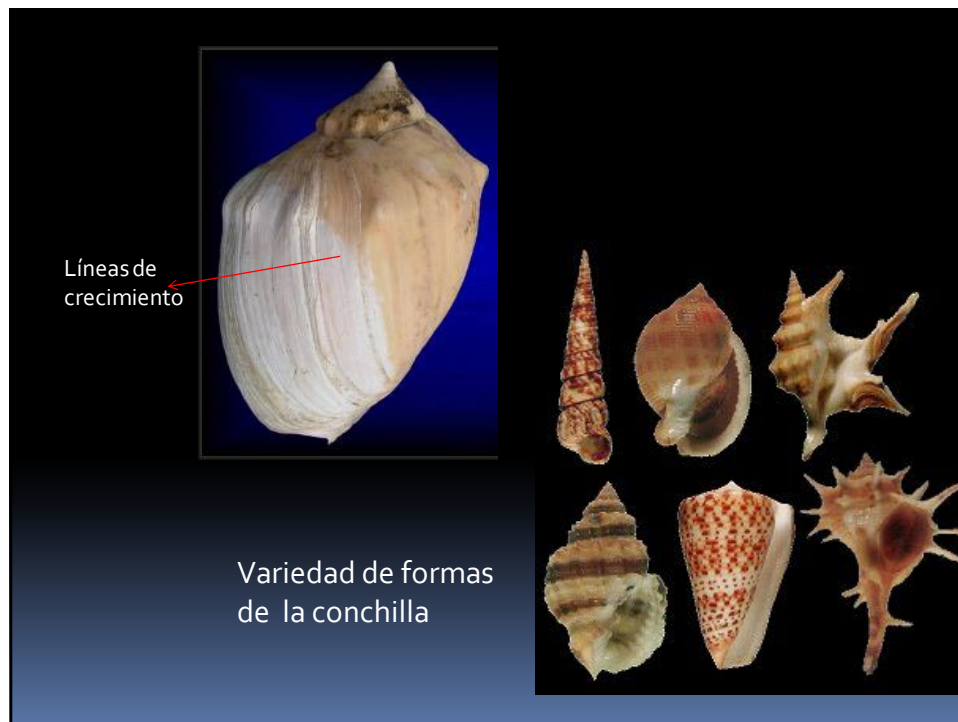 Líneas de
crecimiento
Variedad de formas
de la conchilla